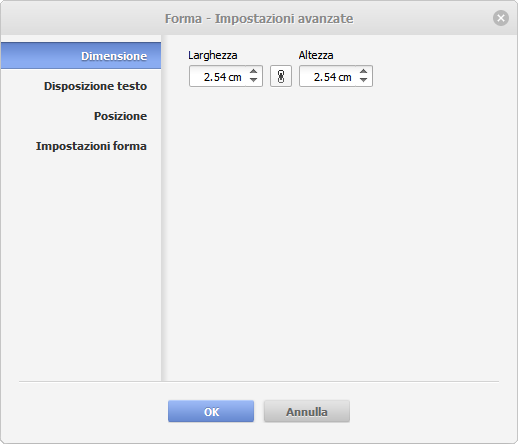 Forma - Impostazioni avanzate
Dimensione
Disposizione testo
Posizione
Impostazioni forma
Larghezza Altezza
2.54 cm 2.54 cm
OK Annulla